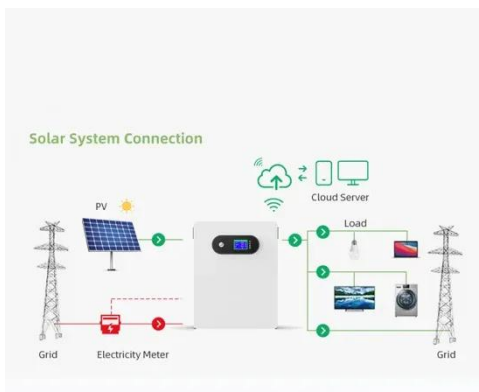 Solar System Connection
Cloud Server
PV
Load
Grid
Electricity Meter
Grid